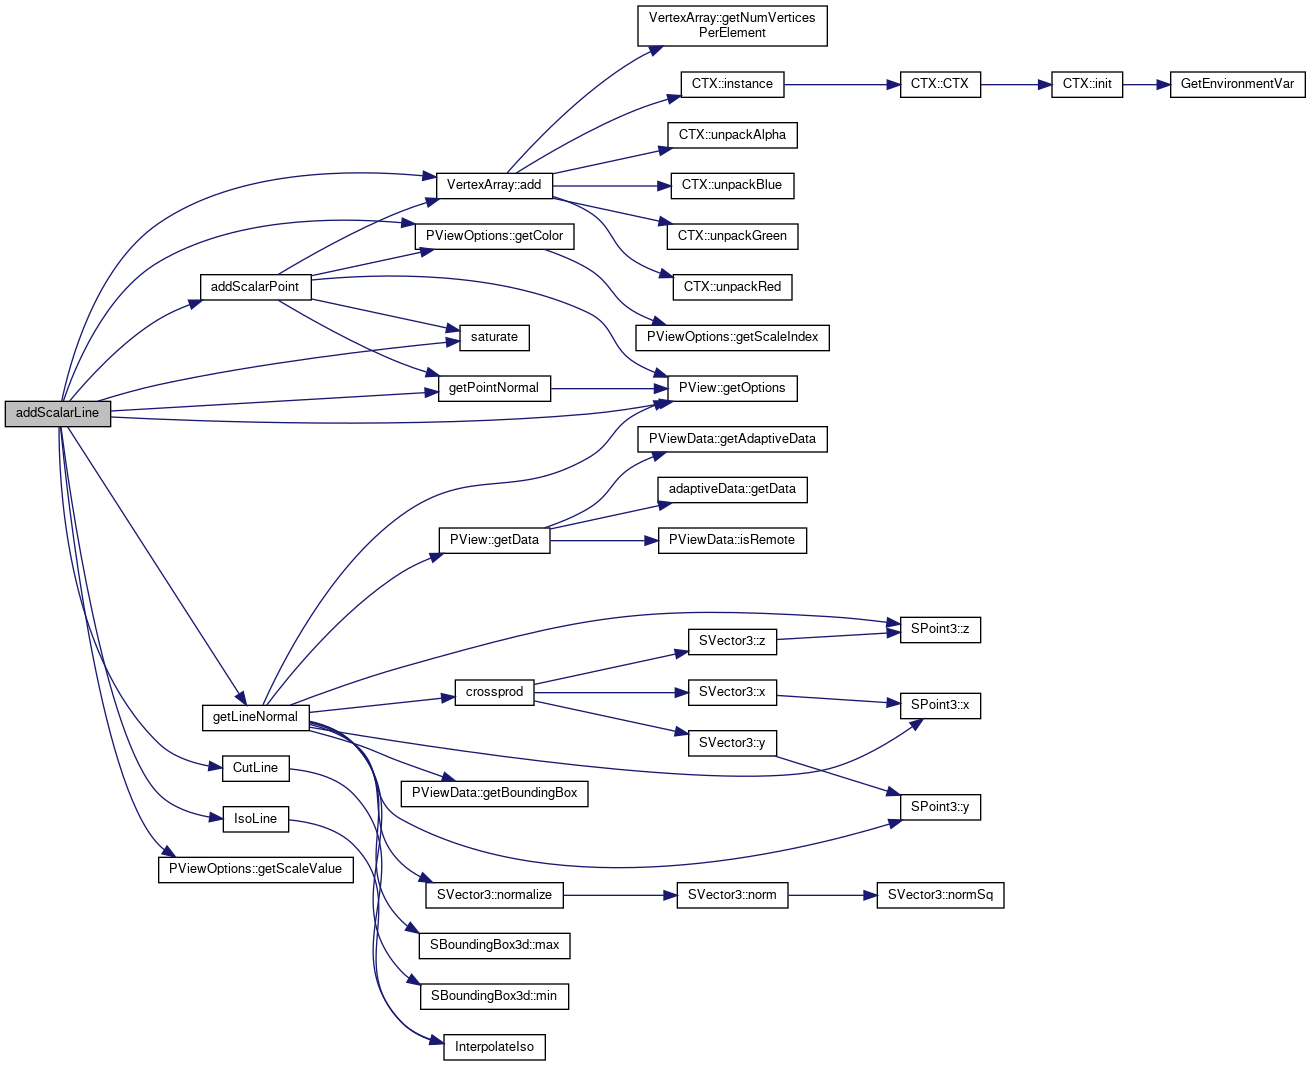 VertexArray::getNumVertices
PerElement
CTX::instance
CTX::CTX
CTX::init
GetEnvironmentVar
CTX::unpackAlpha
VertexArray::add
CTX::unpackBlue
PViewOptions::getColor
CTX::unpackGreen
addScalarPoint
CTX::unpackRed
saturate
PViewOptions::getScaleIndex
getPointNormal
PView::getOptions
addScalarLine
PViewData::getAdaptiveData
adaptiveData::getData
PView::getData
PViewData::isRemote
SPoint3::z
SVector3::z
crossprod
SVector3::x
SPoint3::x
getLineNormal
SVector3::y
CutLine
PViewData::getBoundingBox
SPoint3::y
IsoLine
PViewOptions::getScaleValue
SVector3::normalize
SVector3::norm
SVector3::normSq
SBoundingBox3d::max
SBoundingBox3d::min
InterpolateIso